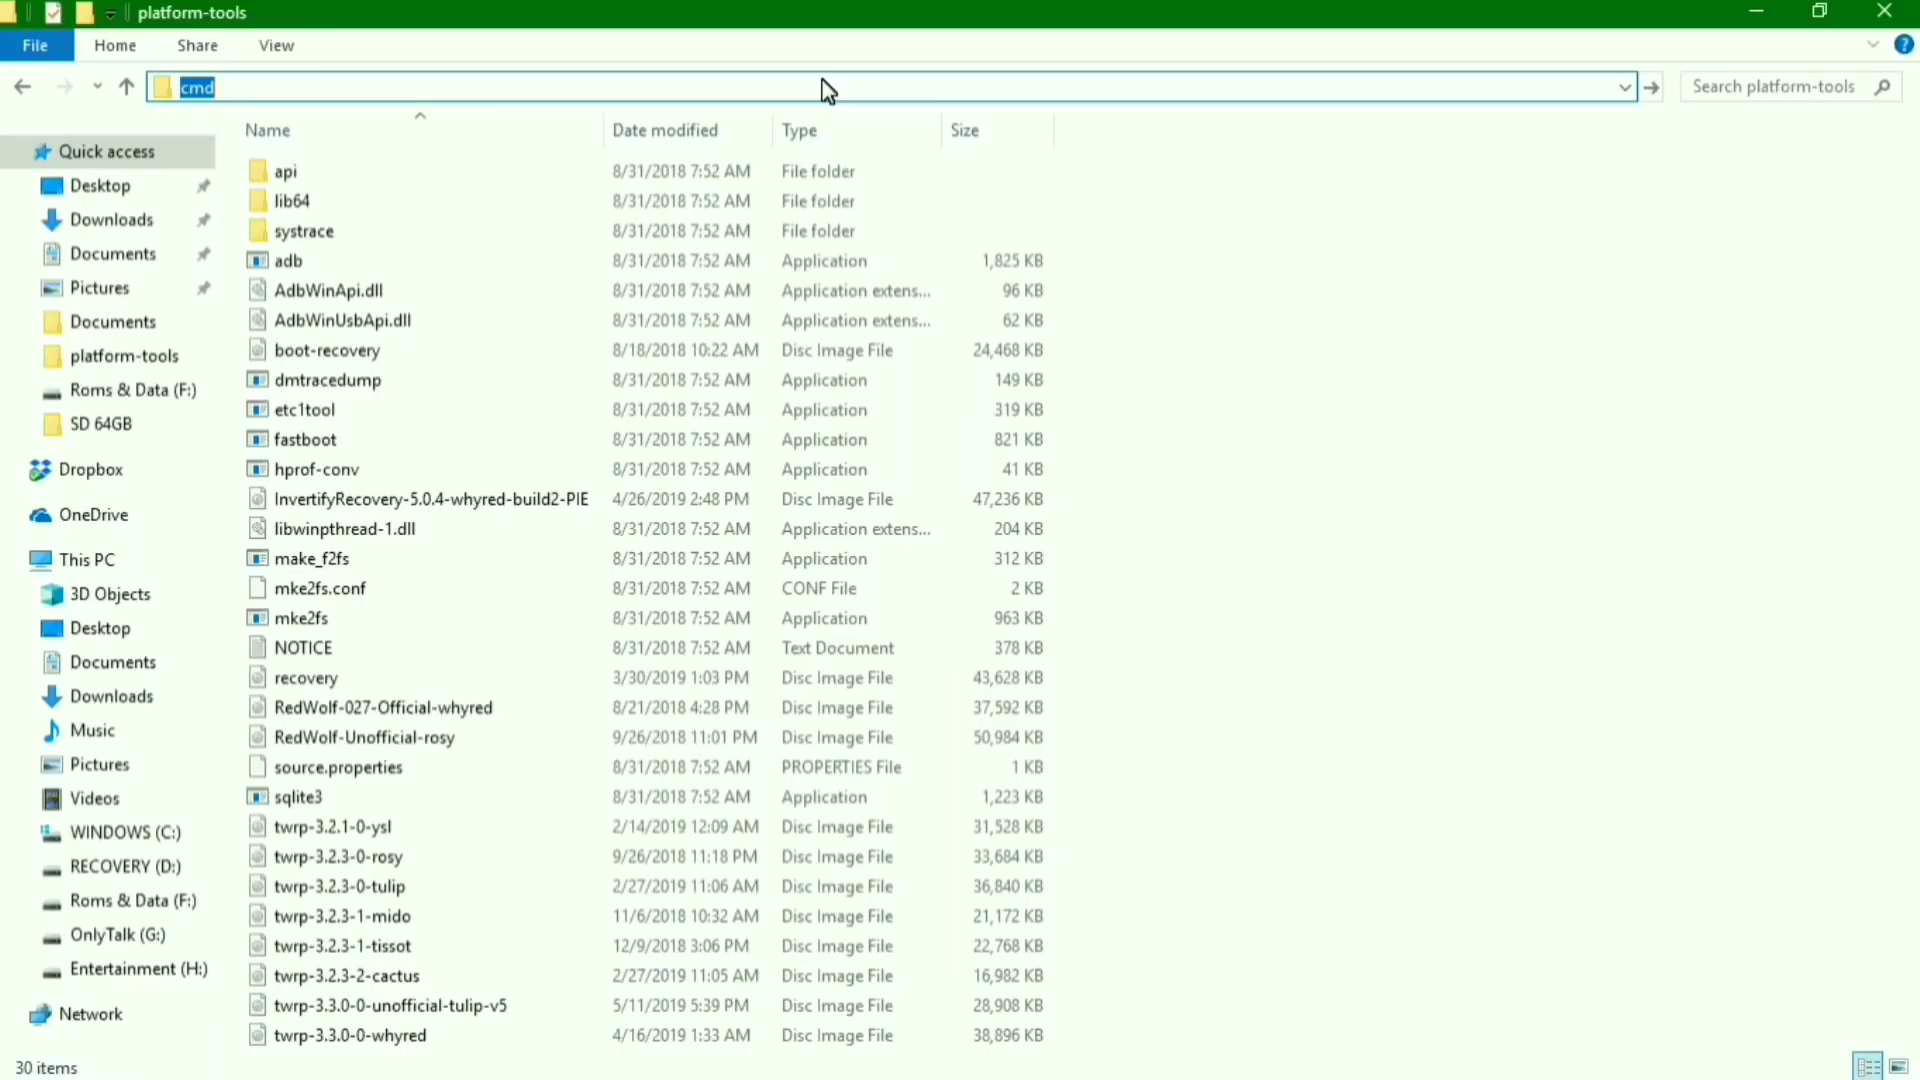 platform-tools
File Home Share View
cmd
Search platform-tools
Name Date modified Type Size
Quick access
Desktop
Downloads
Documents
Pictures
Documents
platform-tools
Roms & Data (F:)
SD 64GB
Dropbox
OneDrive
This PC
3D Objects
Desktop
Documents
Downloads
Music
Pictures
Videos
WINDOWS (C:)
RECOVERY (D:)
Roms & Data (F:)
OnlyTalk (G:)
Entertainment (H:)
Network
api 8/31/2018 7:52 AM File folder
lib64 8/31/2018 7:52 AM File folder
systrace 8/31/2018 7:52 AM File folder
adb 8/31/2018 7:52 AM Application 1,825 KB
AdbWinApi.dll 8/31/2018 7:52 AM Application extens... 96 KB
AdbWinUsbApi.dll 8/31/2018 7:52 AM Application extens... 62 KB
boot-recovery 8/18/2018 10:22 AM Disc Image File 24,468 KB
dmtracedump 8/31/2018 7:52 AM Application 149 KB
etc1tool 8/31/2018 7:52 AM Application 319 KB
fastboot 8/31/2018 7:52 AM Application 821 KB
hprof-conv 8/31/2018 7:52 AM Application 41 KB
InvertifyRecovery-5.0.4-whyred-build2-PIE 4/26/2019 2:48 PM Disc Image File 47,236 KB
libwinpthread-1.dll 8/31/2018 7:52 AM Application extens... 204 KB
make_f2fs 8/31/2018 7:52 AM Application 312 KB
mke2fs.conf 8/31/2018 7:52 AM CONF File 2 KB
mke2fs 8/31/2018 7:52 AM Application 963 KB
NOTICE 8/31/2018 7:52 AM Text Document 378 KB
recovery 3/30/2019 1:03 PM Disc Image File 43,628 KB
RedWolf-027-Official-whyred 8/21/2018 4:28 PM Disc Image File 37,592 KB
RedWolf-Unofficial-rosy 9/26/2018 11:01 PM Disc Image File 50,984 KB
source.properties 8/31/2018 7:52 AM PROPERTIES File 1 KB
sqlite3 8/31/2018 7:52 AM Application 1,223 KB
twrp-3.2.1-0-ysl 2/14/2019 12:09 AM Disc Image File 31,528 KB
twrp-3.2.3-0-rosy 9/26/2018 11:18 PM Disc Image File 33,684 KB
twrp-3.2.3-0-tulip 2/27/2019 11:06 AM Disc Image File 36,840 KB
twrp-3.2.3-1-mido 11/6/2018 10:32 AM Disc Image File 21,172 KB
twrp-3.2.3-1-tissot 12/9/2018 3:06 PM Disc Image File 22,768 KB
twrp-3.2.3-2-cactus 2/27/2019 11:05 AM Disc Image File 16,982 KB
twrp-3.3.0-0-unofficial-tulip-v5 5/11/2019 5:39 PM Disc Image File 28,908 KB
twrp-3.3.0-0-whyred 4/16/2019 1:33 AM Disc Image File 38,896 KB
30 items